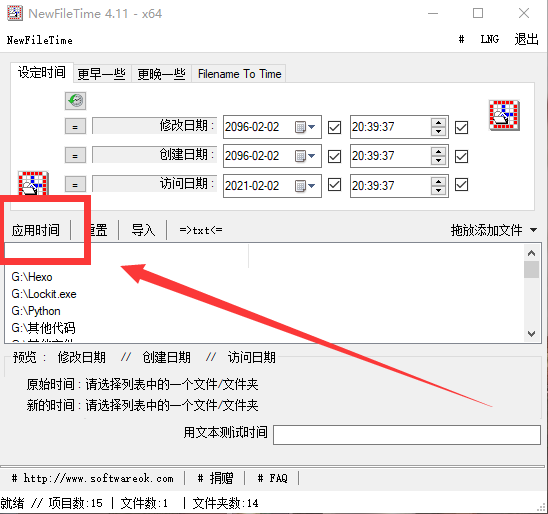 NewFileTime 4.11 - x64
NewFileTime # LNG 退出
设定时间 更早一些 更晚一些 Filename To Time
= 修改日期: 2096-02-02 20:39:37
= 创建日期: 2096-02-02 20:39:37
= 访问日期: 2021-02-02 20:39:37
应用时间 重置 导入 =>txt<= 拖放添加文件
G:\Hexo
G:\Lockit.exe
G:\Python
G:\其他代码
预览 : 修改日期 // 创建日期 // 访问日期
原始时间 : 请选择列表中的一个文件/文件夹
新的时间 : 请选择列表中的一个文件/文件夹
用文本测试时间
# http://www.softwareok.com # 捐赠 # FAQ
就绪 // 项目数:15 | 文件数:1 | 文件夹数:14